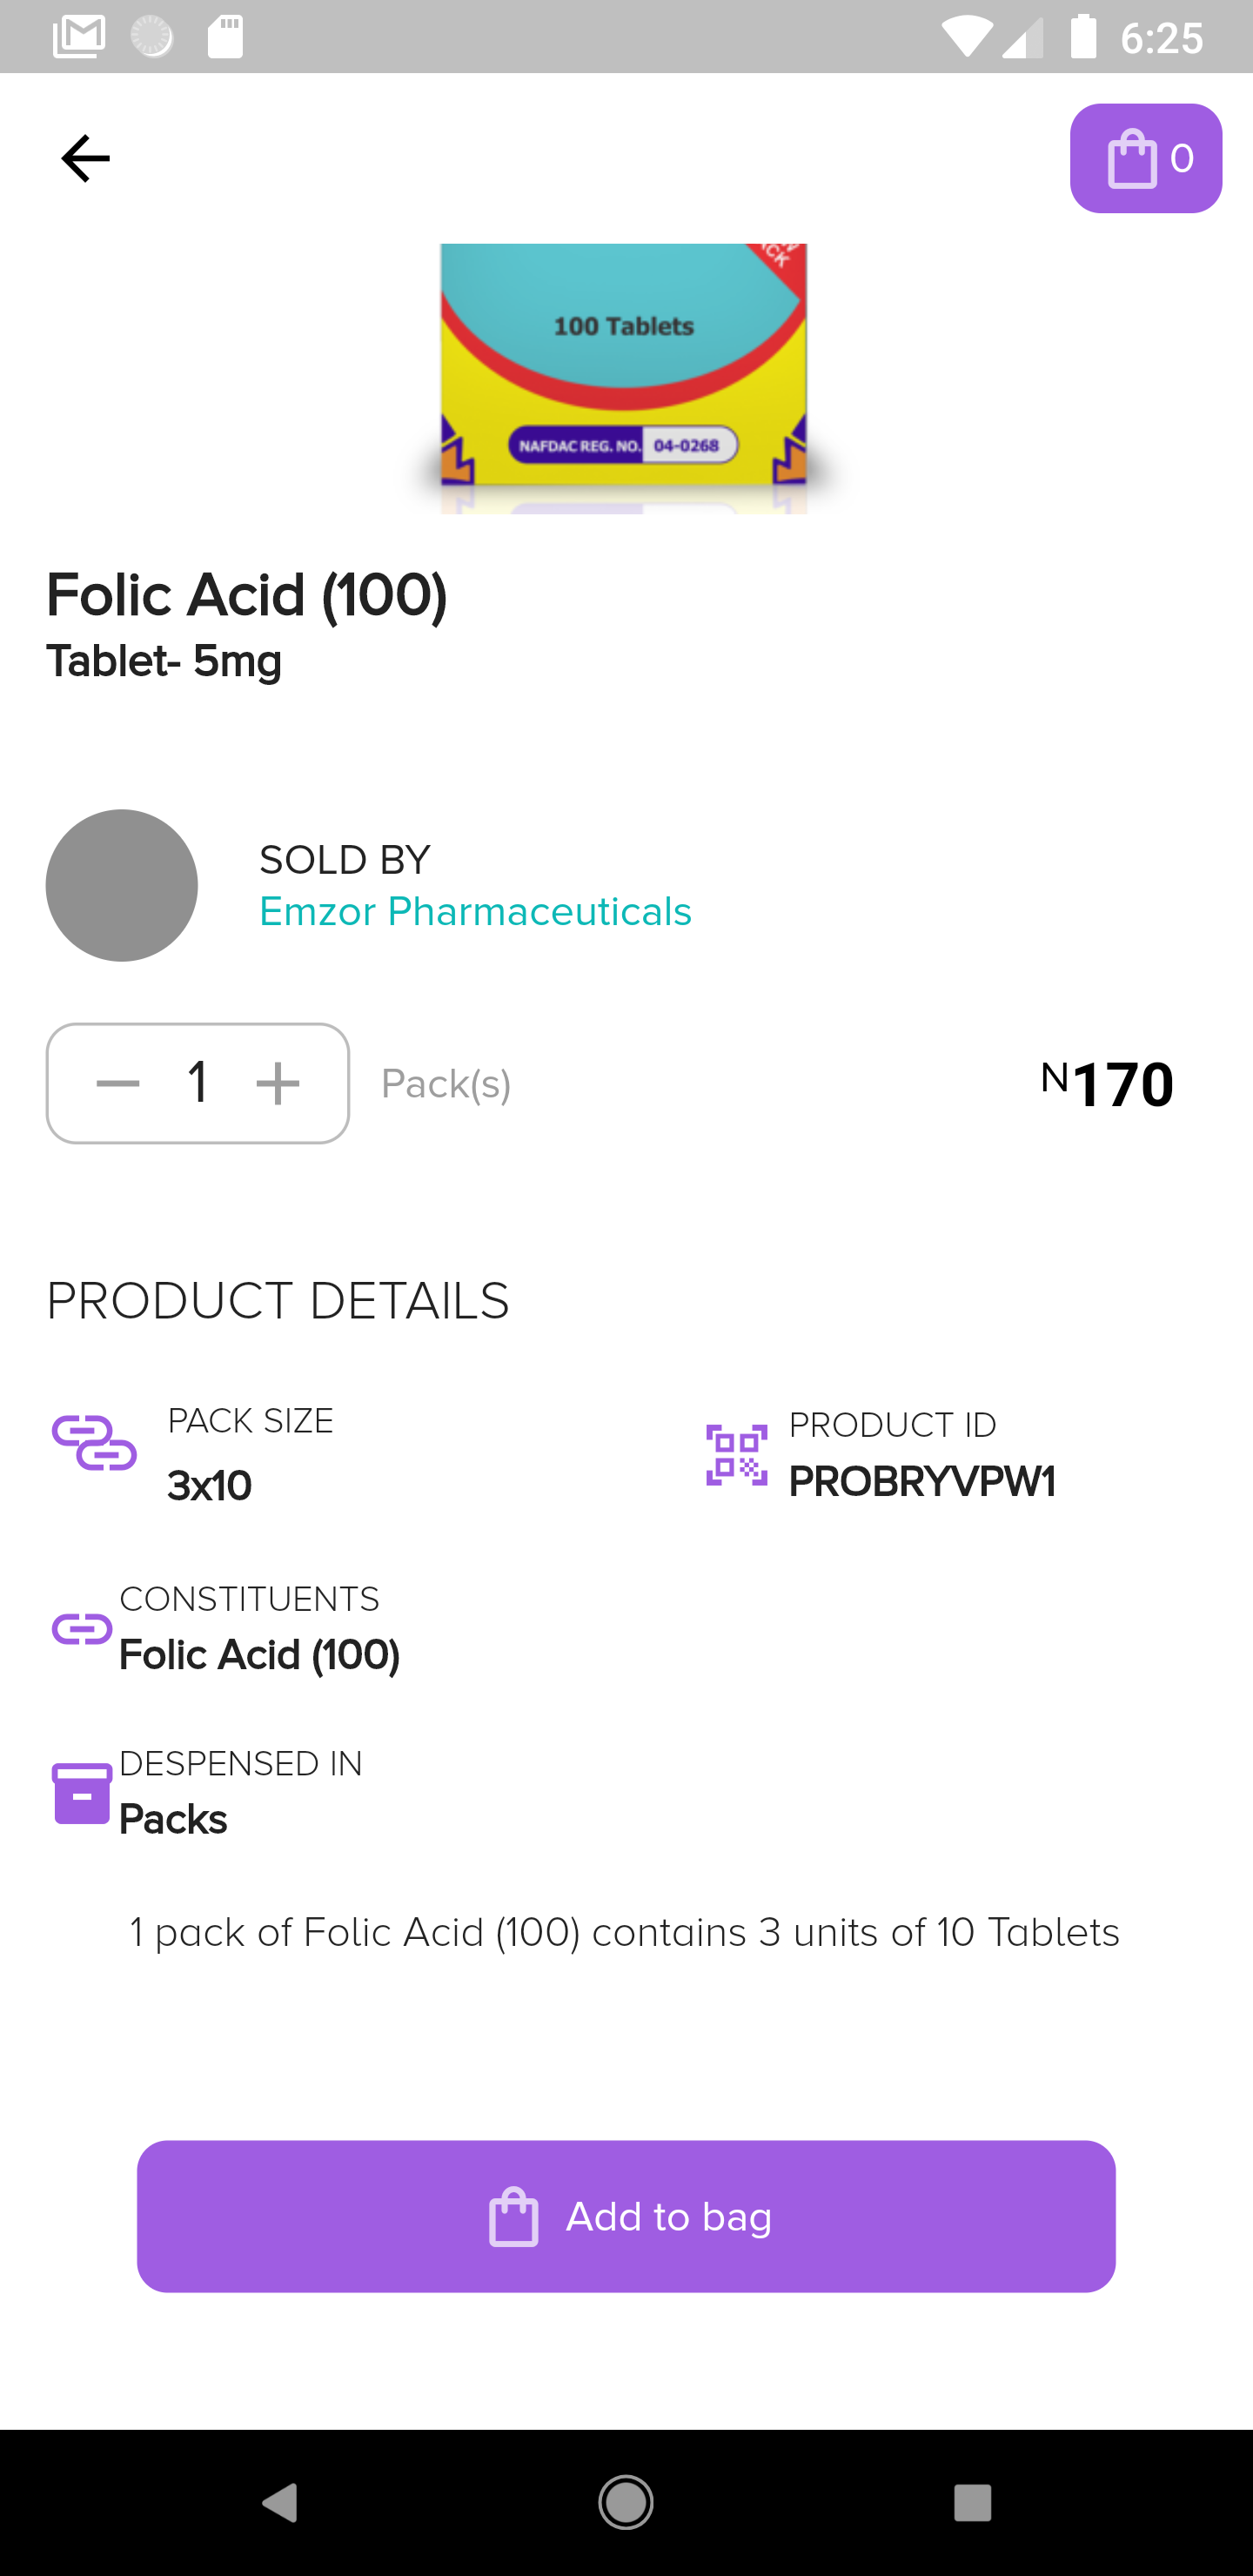 6:25
0
100 Tablets
NAFDAC REG. NO. 04-0268
Folic Acid (100)
Tablet- 5mg
SOLD BY
Emzor Pharmaceuticals
1 Pack(s) N170
PRODUCT DETAILS
PACK SIZE
3x10
PRODUCT ID
PROBRYVPW1
CONSTITUENTS
Folic Acid (100)
DESPENSED IN
Packs
1 pack of Folic Acid (100) contains 3 units of 10 Tablets
Add to bag